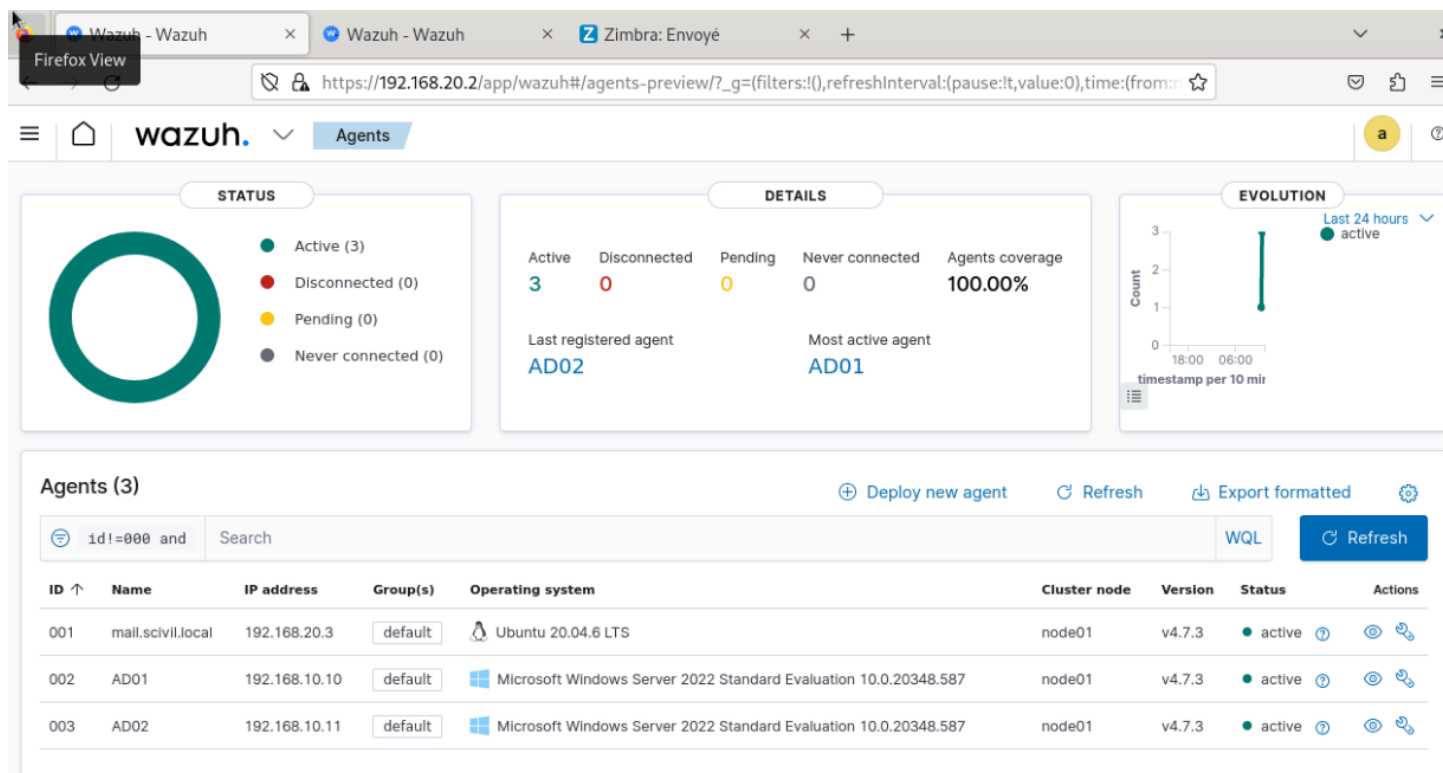 Wazuh - Wazuh
Wazuh - Wazuh
Zimbra: Envoyé
Firefox View
https://192.168.20.2/app/wazuh#/agents-preview/?_g=(filters:!(),refreshInterval:(pause:!t,value:0),time:(from:n
wazuh.
Agents
a
STATUS
Active (3)
Disconnected (0)
Pending (0)
Never connected (0)
DETAILS
Active Disconnected Pending Never connected Agents coverage
3 0 0 0 100.00%
Last registered agent Most active agent
AD02 AD01
EVOLUTION
Last 24 hours
active
3
2
1
0
Count
18:00 06:00
timestamp per 10 min
Agents (3)
Deploy new agent Refresh Export formatted
id!=000 and Search WQL Refresh
ID Name IP address Group(s) Operating system Cluster node Version Status Actions
001 mail.scivil.local 192.168.20.3 default Ubuntu 20.04.6 LTS node01 v4.7.3 active
002 AD01 192.168.10.10 default Microsoft Windows Server 2022 Standard Evaluation 10.0.20348.587 node01 v4.7.3 active
003 AD02 192.168.10.11 default Microsoft Windows Server 2022 Standard Evaluation 10.0.20348.587 node01 v4.7.3 active